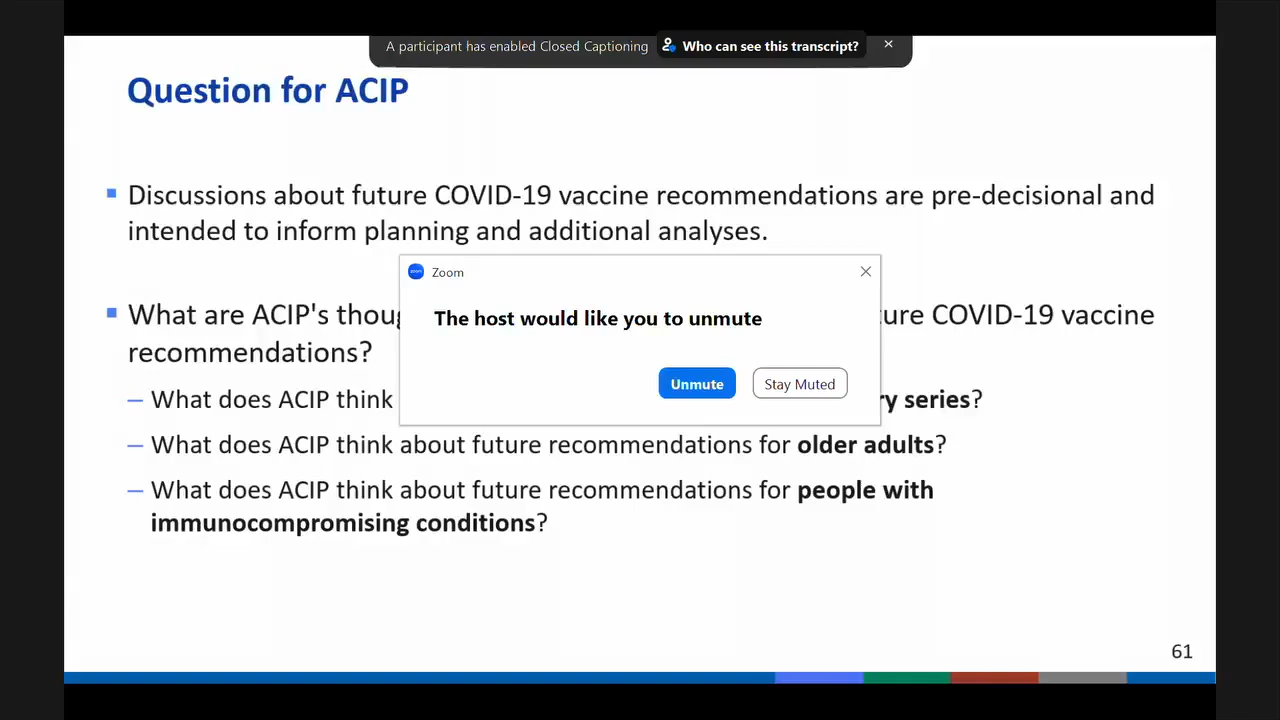 A participant has enabled Closed Captioning Who can see this transcript?
Question for ACIP
Discussions about future COVID-19 vaccine recommendations are pre-decisional and
intended to inform planning and additional analyses.
Zoom
The host would like you to unmute
Unmute Stay Muted
What are ACIP's COVID-19 vaccine
recommendations?
What does ACIP think series?
What does ACIP think about future recommendations for older adults?
What does ACIP think about future recommendations for people with
immunocompromising conditions?
61